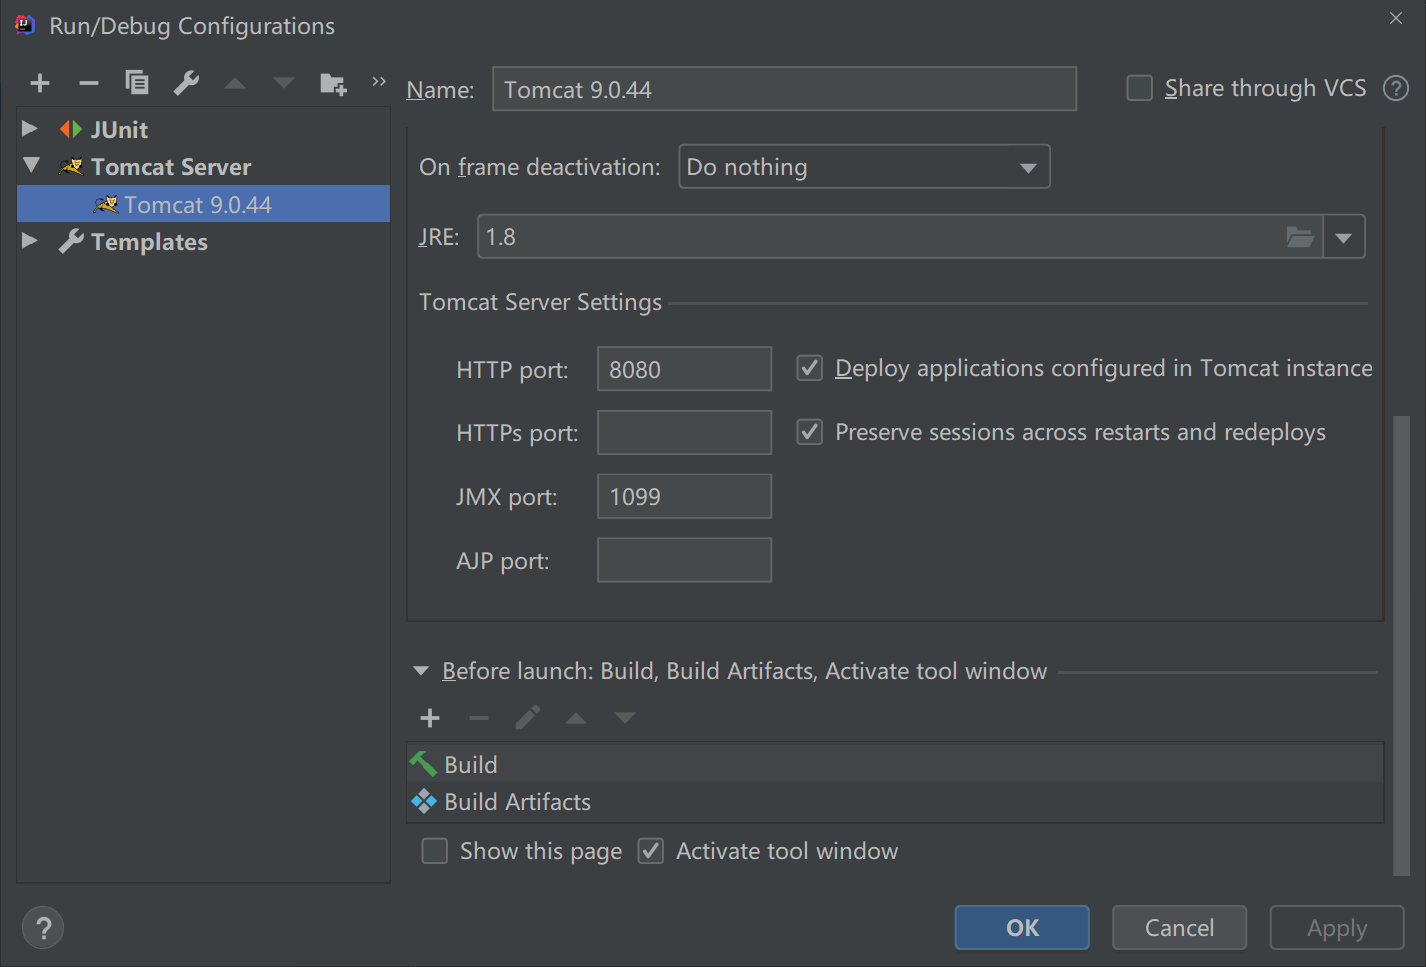 Run/Debug Configurations
Name: Tomcat 9.0.44 Share through VCS ?
JUnit
Tomcat Server
Tomcat 9.0.44
Templates
On frame deactivation: Do nothing
JRE: 1.8
Tomcat Server Settings
HTTP port: 8080 Deploy applications configured in Tomcat instance
HTTPs port: Preserve sessions across restarts and redeploys
JMX port: 1099
AJP port:
Before launch: Build, Build Artifacts, Activate tool window
Build
Build Artifacts
Show this page Activate tool window
? OK Cancel Apply